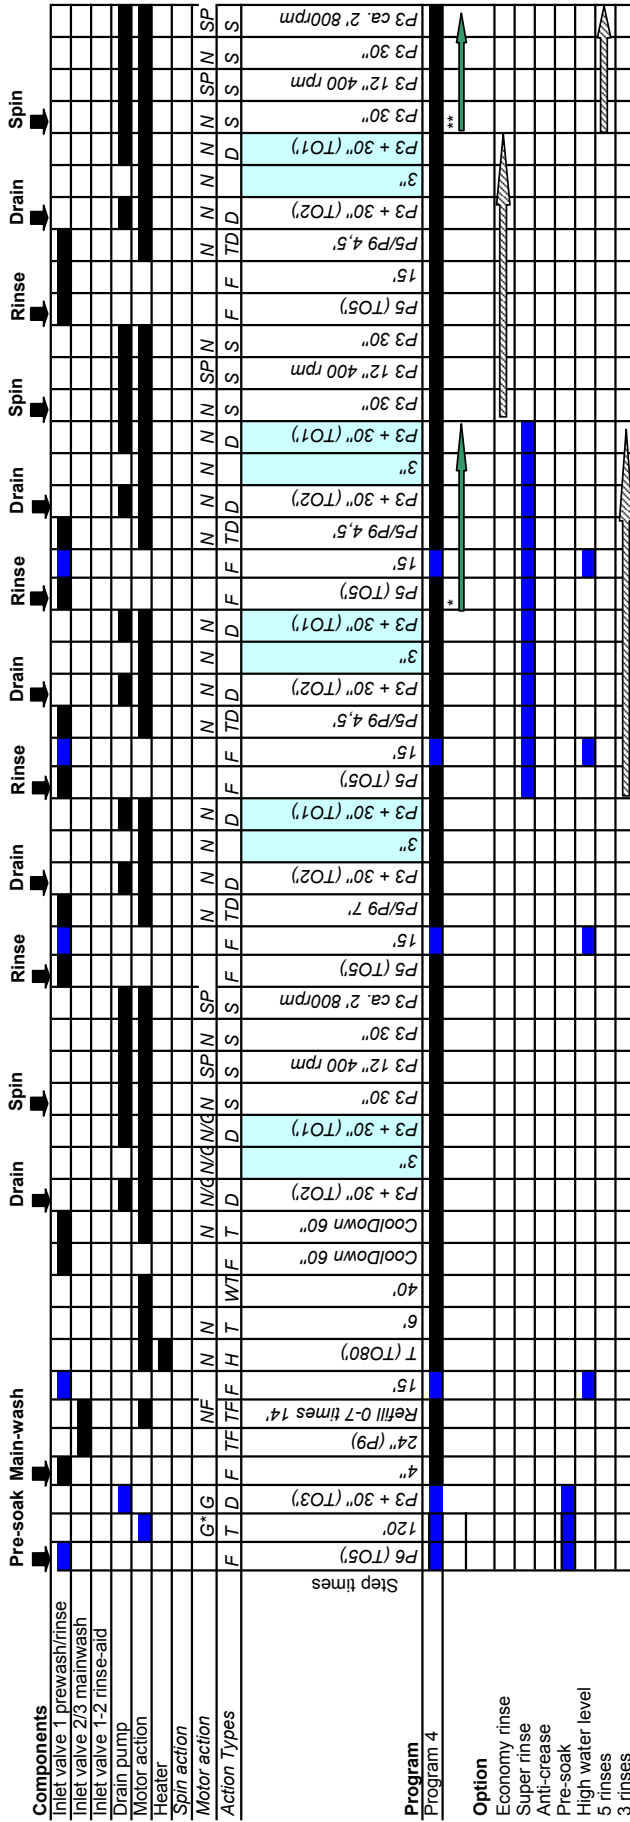 Components Pre-soak Main-wash Drain Spin Rinse Drain Rinse Drain Rinse Drain Spin Rinse Drain Spin
Inlet valve 1 prewash/rinse
Inlet valve 2/3 mainwash
Inlet valve 1-2 rinse-aid
Drain pump
Motor action
Heater
Spin action
Motor action G* G NF N N N N/G N/G N/G N SP N SP N N N N N N N N N N N N N SP N N N N N N SP N SP
Action Types F T D F TF TF F H T WT F T D D S S S S F F TD D D F F TD D D F F TD D D S S S F F TD D D S S S S
Step times
P6 (TO5')
120'
P3 + 30" (TO3')
4"
24" (P9)
Refill 0-7 times 14'
15'
T (TO80')
6'
40'
CoolDown 60"
CoolDown 60"
P3 + 30" (TO2')
3"
P3 + 30" (TO1')
P3 30"
P3 12" 400 rpm
P3 30"
P3 ca. 2' 800rpm
P5 (TO5')
15'
P5/P9 7'
P3 + 30" (TO2')
3"
P3 + 30" (TO1')
P5 (TO5')
15'
P5/P9 4,5'
P3 + 30" (TO2')
3"
P3 + 30" (TO1')
P5 (TO5')
15'
P5/P9 4,5'
P3 + 30" (TO2')
3"
P3 + 30" (TO1')
P3 30"
P3 12" 400 rpm
P3 30"
P5 (TO5')
15'
P5/P9 4,5'
P3 + 30" (TO2')
3"
P3 + 30" (TO1')
P3 30"
P3 12" 400 rpm
P3 30"
P3 ca. 2' 800rpm
Program
Program 4
* **
Option
Economy rinse
Super rinse
Anti-crease
Pre-soak
High water level
5 rinses
3 rinses